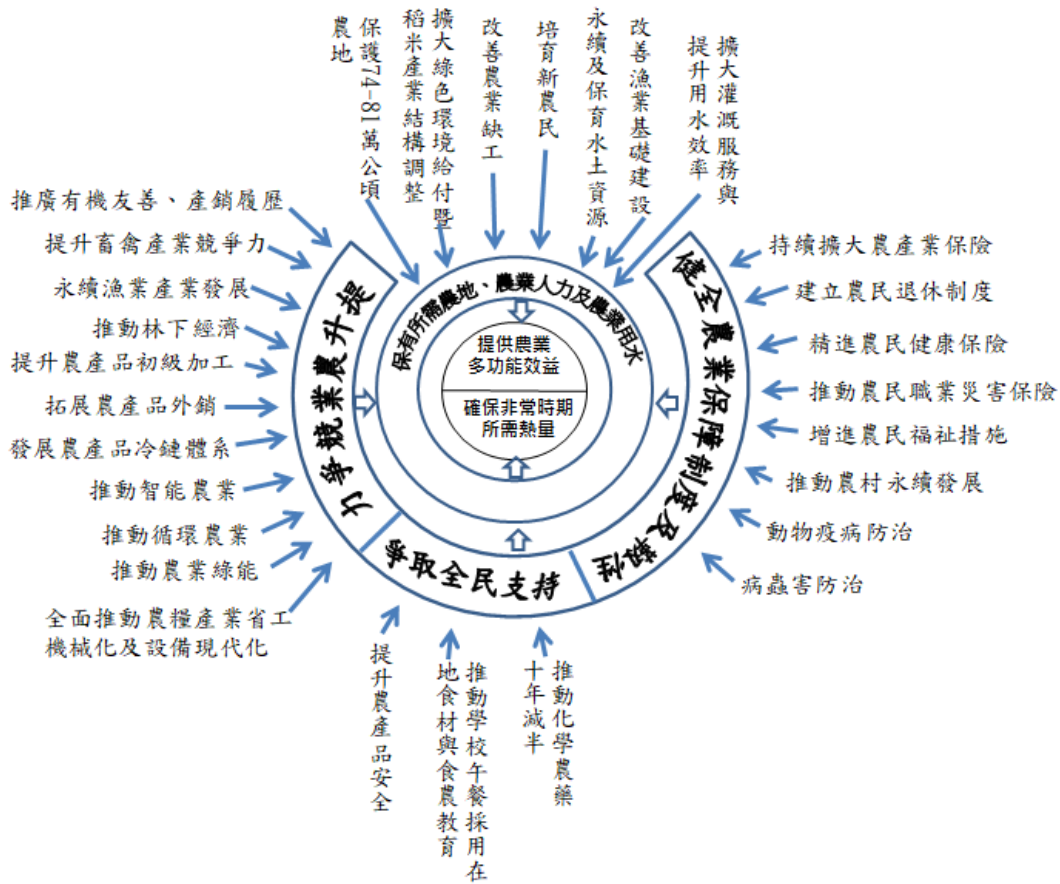 保護74-81萬公頃
農地
擴大綠色環境給付暨
稻米產業結構調整
改善農業缺工
培育新農民
永續及保育水土資源
改善漁業基礎建設
擴大灌溉服務與
提升用水效率
推廣有機友善、產銷履歷
提升畜禽產業競爭力
永續漁業產業發展
推動林下經濟
提升農產品初級加工
拓展農產品外銷
發展農產品冷鏈體系
推動智能農業
推動循環農業
推動農業綠能
全面推動農糧產業省工
機械化及設備現代化
提升農業競爭力
保有所需農地、農業人力及農業用水
提供農業
多功能效益
確保非常時期
所需熱量
健全農業保障制度及韌性
爭取全民支持
持續擴大農產業保險
建立農民退休制度
精進農民健康保險
推動農民職業災害保險
增進農民福祉措施
推動農村永續發展
動物疫病防治
病蟲害防治
提升農產品安全
推動學校午餐採用在
地食材與食農教育
推動化學農藥
十年減半